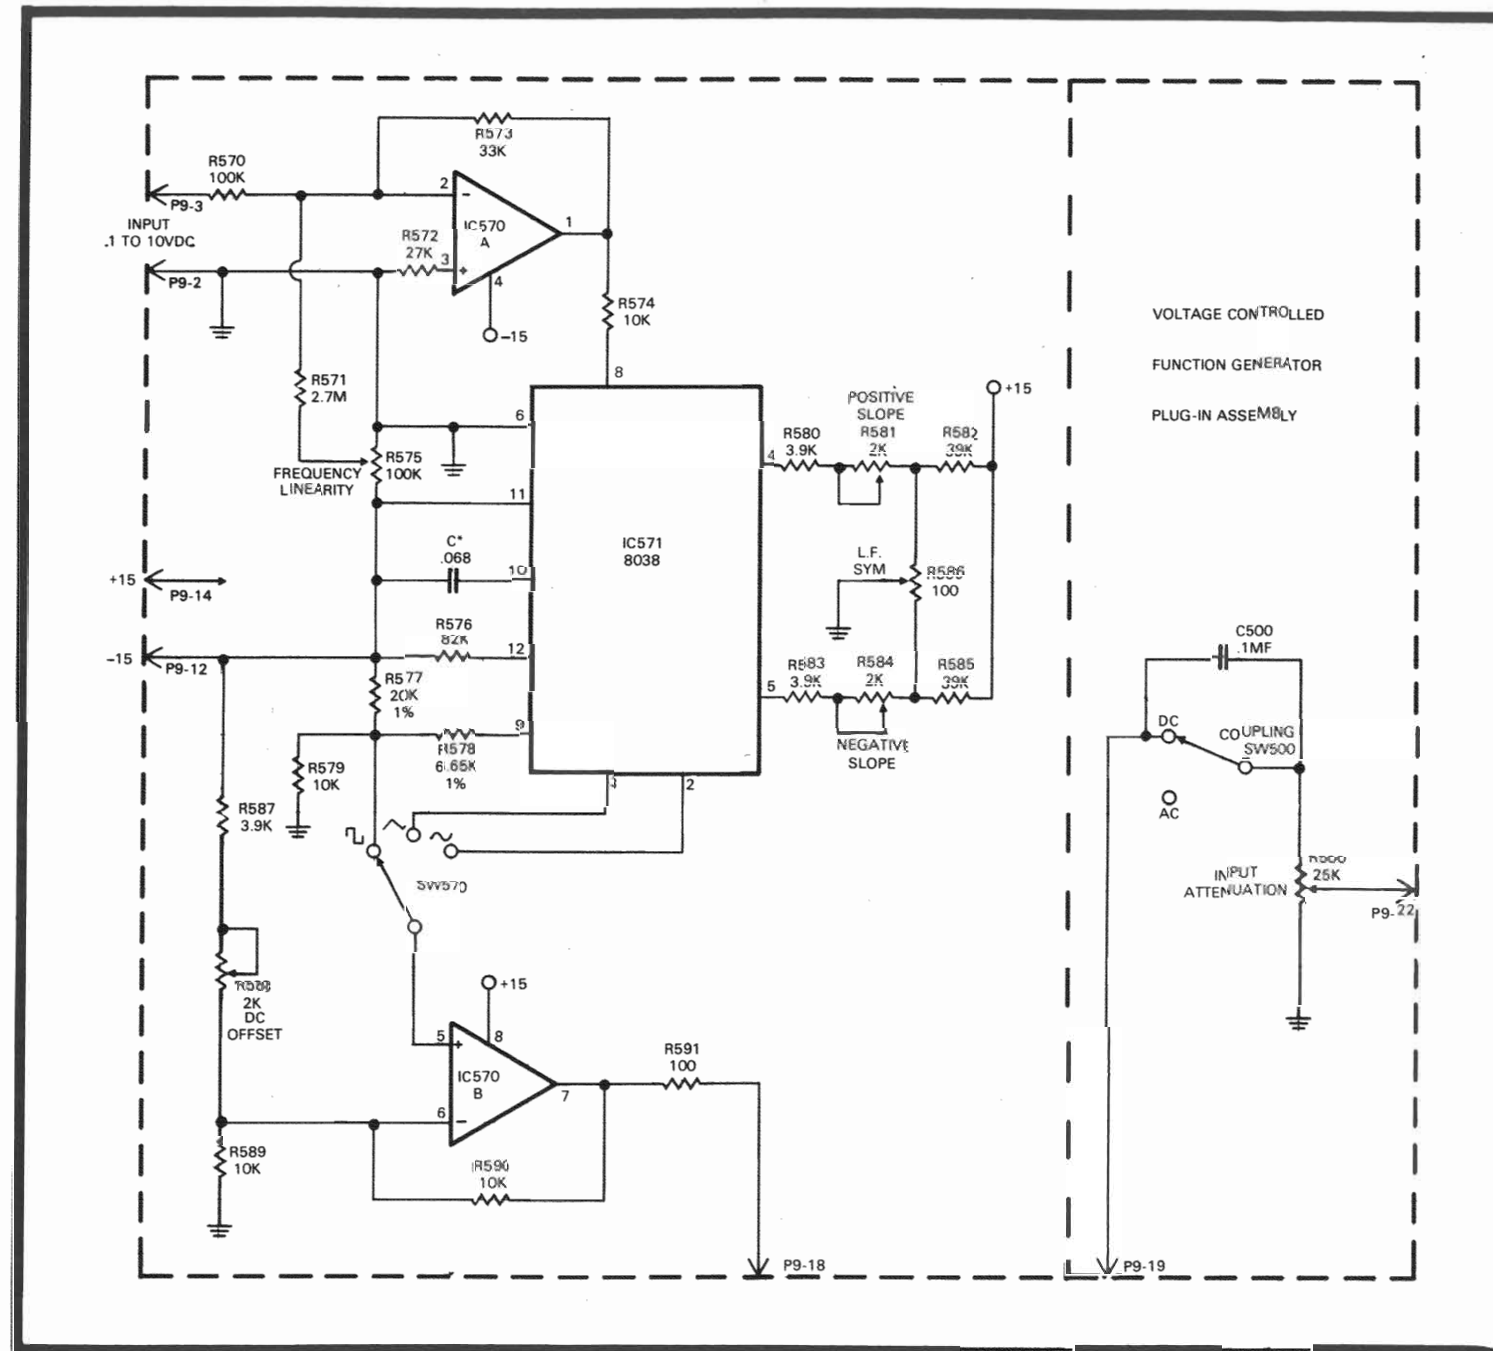 R573
33K
R570
100K
P9-3
2
-
IC570
A
1
INPUT
.1 TO 10VDC
R572
27K
3
+
4
P9-2
R574
10K
-15
VOLTAGE CONTROLLED
FUNCTION GENERATOR
PLUG-IN ASSEMBLY
8
R571
2.7M
+15
POSITIVE
SLOPE
R580
3.9K
R581
2K
R582
39K
6
4
R575
100K
FREQUENCY
LINEARITY
11
IC571
8038
C*
.068
10
L.F.
SYM
R586
100
+15
P9-14
R576
82K
12
-15
P9-12
R577
20K
1%
R583
3.9K
R584
2K
R585
39K
5
C500
.1MF
9
R578
6.65K
1%
NEGATIVE
SLOPE
DC
COUPLING
SW500
R579
10K
2
AC
R587
3.9K
SW570
INPUT
ATTENUATION
R500
25K
P9-22
2K
DC
OFFSET
+15
5
+
8
IC570
B
7
6
-
R591
100
R589
10K
R590
10K
P9-18
P9-19